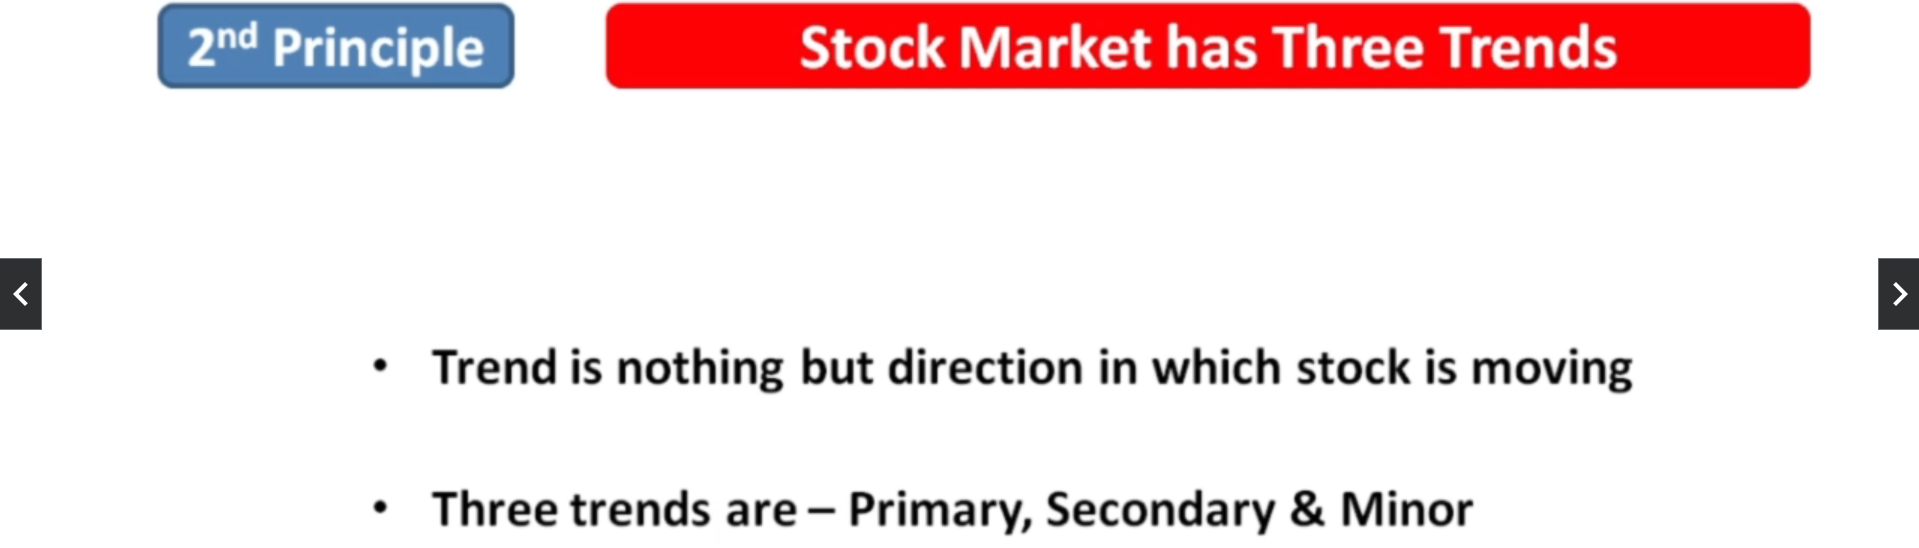 2nd Principle
Stock Market has Three Trends
• Trend is nothing but direction in which stock is moving
• Three trends are – Primary, Secondary & Minor